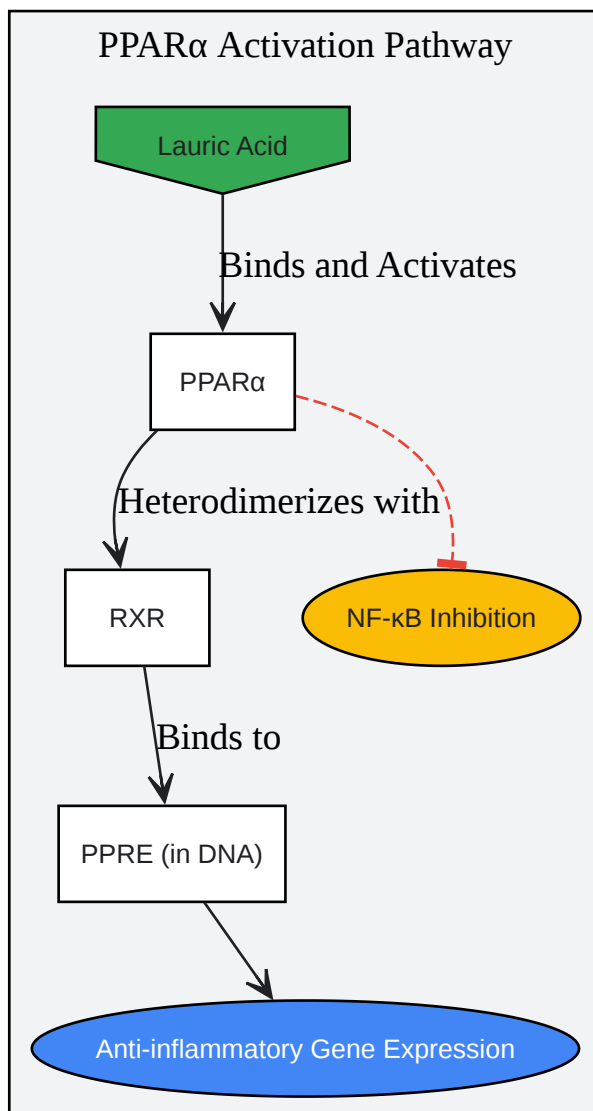 PPARα Activation Pathway
Lauric Acid
Binds and Activates
PPARα
Heterodimerizes with
RXR
NF-κB Inhibition
Binds to
PPRE (in DNA)
Anti-inflammatory Gene Expression